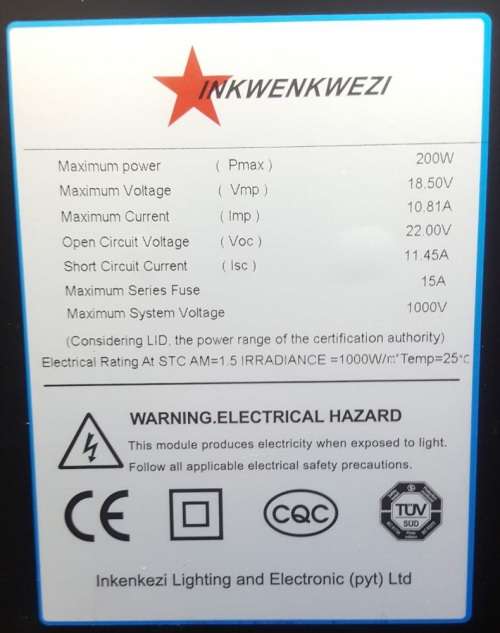 INKWENKWEZI
Maximum power ( Pmax ) 200W
Maximum Voltage ( Vmp ) 18.50V
Maximum Current ( Imp ) 10.81A
Open Circuit Voltage ( Voc ) 22.00V
Short Circuit Current ( Isc ) 11.45A
Maximum Series Fuse 15A
Maximum System Voltage 1000V
(Considering LID, the power range of the certification authority)
Electrical Rating At STC AM=1.5 IRRADIANCE =1000W/㎡ Temp=25℃
WARNING.ELECTRICAL HAZARD
This module produces electricity when exposed to light.
Follow all applicable electrical safety precautions.
CE CQC TÜV
SÜD
Inkenkezi Lighting and Electronic (pyt) Ltd